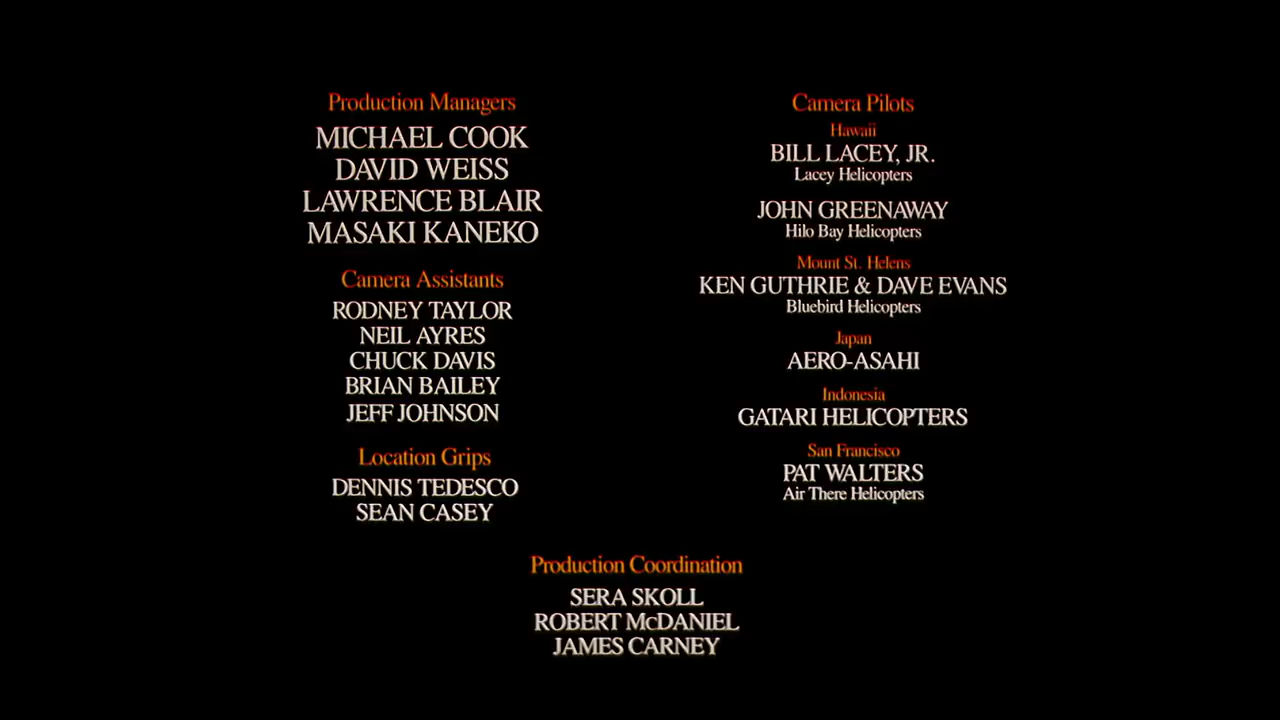 Production Managers
MICHAEL COOK
DAVID WEISS
LAWRENCE BLAIR
MASAKI KANEKO
Camera Assistants
RODNEY TAYLOR
NEIL AYRES
CHUCK DAVIS
BRIAN BAILEY
JEFF JOHNSON
Location Grips
DENNIS TEDESCO
SEAN CASEY
Camera Pilots
Hawaii
BILL LACEY, JR.
Lacey Helicopters
JOHN GREENAWAY
Hilo Bay Helicopters
Mount St. Helens
KEN GUTHRIE & DAVE EVANS
Bluebird Helicopters
Japan
AERO-ASAHI
Indonesia
GATARI HELICOPTERS
San Francisco
PAT WALTERS
Air There Helicopters
Production Coordination
SERA SKOLL
ROBERT McDANIEL
JAMES CARNEY